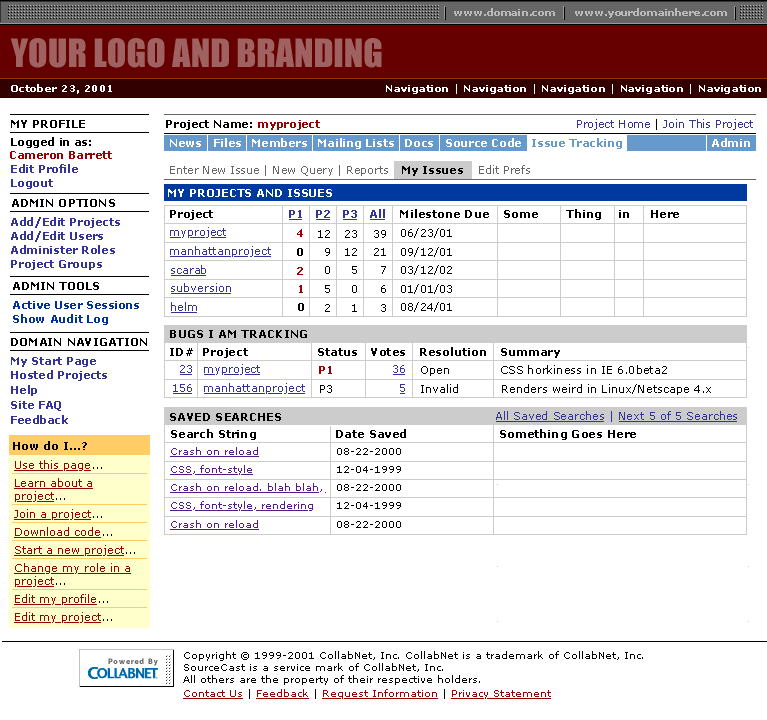 www.domain.com | www.yourdomainhere.com
YOUR LOGO AND BRANDING
October 23, 2001
Navigation | Navigation | Navigation | Navigation | Navigation
MY PROFILE
Logged in as:
Cameron Barrett
Edit Profile
Logout
ADMIN OPTIONS
Add/Edit Projects
Add/Edit Users
Administer Roles
Project Groups
ADMIN TOOLS
Active User Sessions
Show Audit Log
DOMAIN NAVIGATION
My Start Page
Hosted Projects
Help
Site FAQ
Feedback
How do I...?
Use this page...
Learn about a
project...
Join a project...
Download code...
Start a new project...
Change my role in a
project...
Edit my profile...
Edit my project...
Project Name: myproject
Project Home | Join This Project
News Files Members Mailing Lists Docs Source Code Issue Tracking Admin
Enter New Issue | New Query | Reports My Issues Edit Prefs
MY PROJECTS AND ISSUES
Project P1 P2 P3 All Milestone Due Some Thing in Here
myproject 4 12 23 39 06/23/01
manhattanproject 0 9 12 21 09/12/01
scarab 2 0 5 7 03/12/02
subversion 1 5 0 6 01/01/03
helm 0 2 1 3 08/24/01
BUGS I AM TRACKING
ID# Project Status Votes Resolution Summary
23 myproject P1 36 Open CSS horkiness in IE 6.0beta2
156 manhattanproject P3 5 Invalid Renders weird in Linux/Netscape 4.x
SAVED SEARCHES
All Saved Searches | Next 5 of 5 Searches
Search String Date Saved Something Goes Here
Crash on reload 08-22-2000
CSS, font-style 12-04-1999
Crash on reload. blah blah, 08-22-2000
CSS, font-style, rendering 12-04-1999
Crash on reload 08-22-2000
Powered By
COLLABNET
Copyright © 1999-2001 CollabNet, Inc. CollabNet is a trademark of CollabNet, Inc.
SourceCast is a service mark of CollabNet, Inc.
All others are the property of their respective holders.
Contact Us | Feedback | Request Information | Privacy Statement